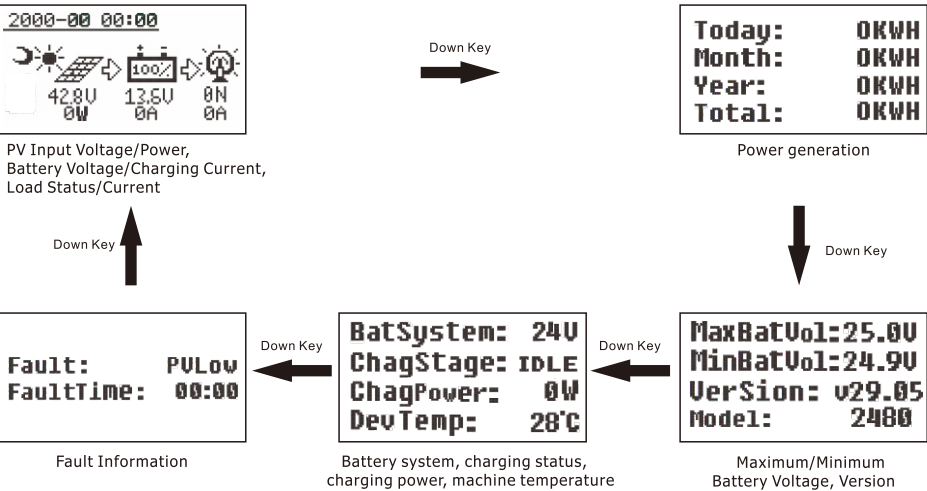 2000-00 00:00
100%
42.8V 13.6V ON
0W 0A 0A
PV Input Voltage/Power,
Battery Voltage/Charging Current,
Load Status/Current
Down Key
Today: 0KWH
Month: 0KWH
Year: 0KWH
Total: 0KWH
Power generation
Down Key
MaxBatVol:25.0V
MinBatVol:24.9V
VerSion: v29.05
Model: 2480
Maximum/Minimum
Battery Voltage, Version
Down Key
BatSystem: 24V
ChagStage: IDLE
ChagPower: 0W
DevTemp: 28°C
Battery system, charging status,
charging power, machine temperature
Down Key
Fault: PVLow
FaultTime: 00:00
Fault Information
Down Key